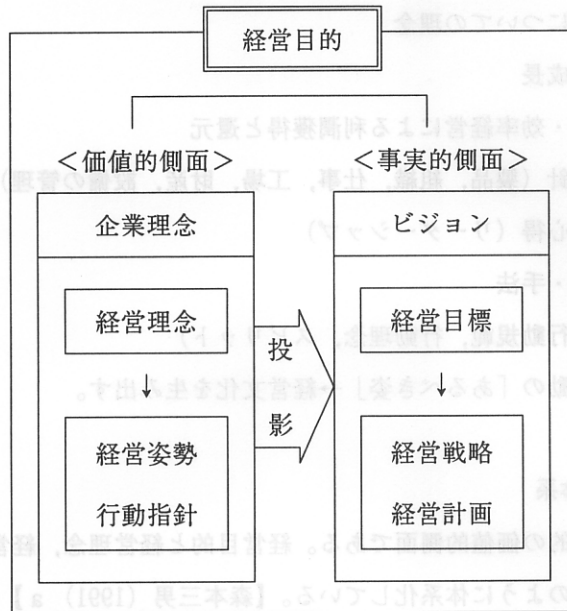 経営目的
＜価値的側面＞ ＜事実的側面＞
企業理念 ビジョン
経営理念 経営目標
投
↓ ↓
影
経営姿勢 経営戦略
行動指針 経営計画